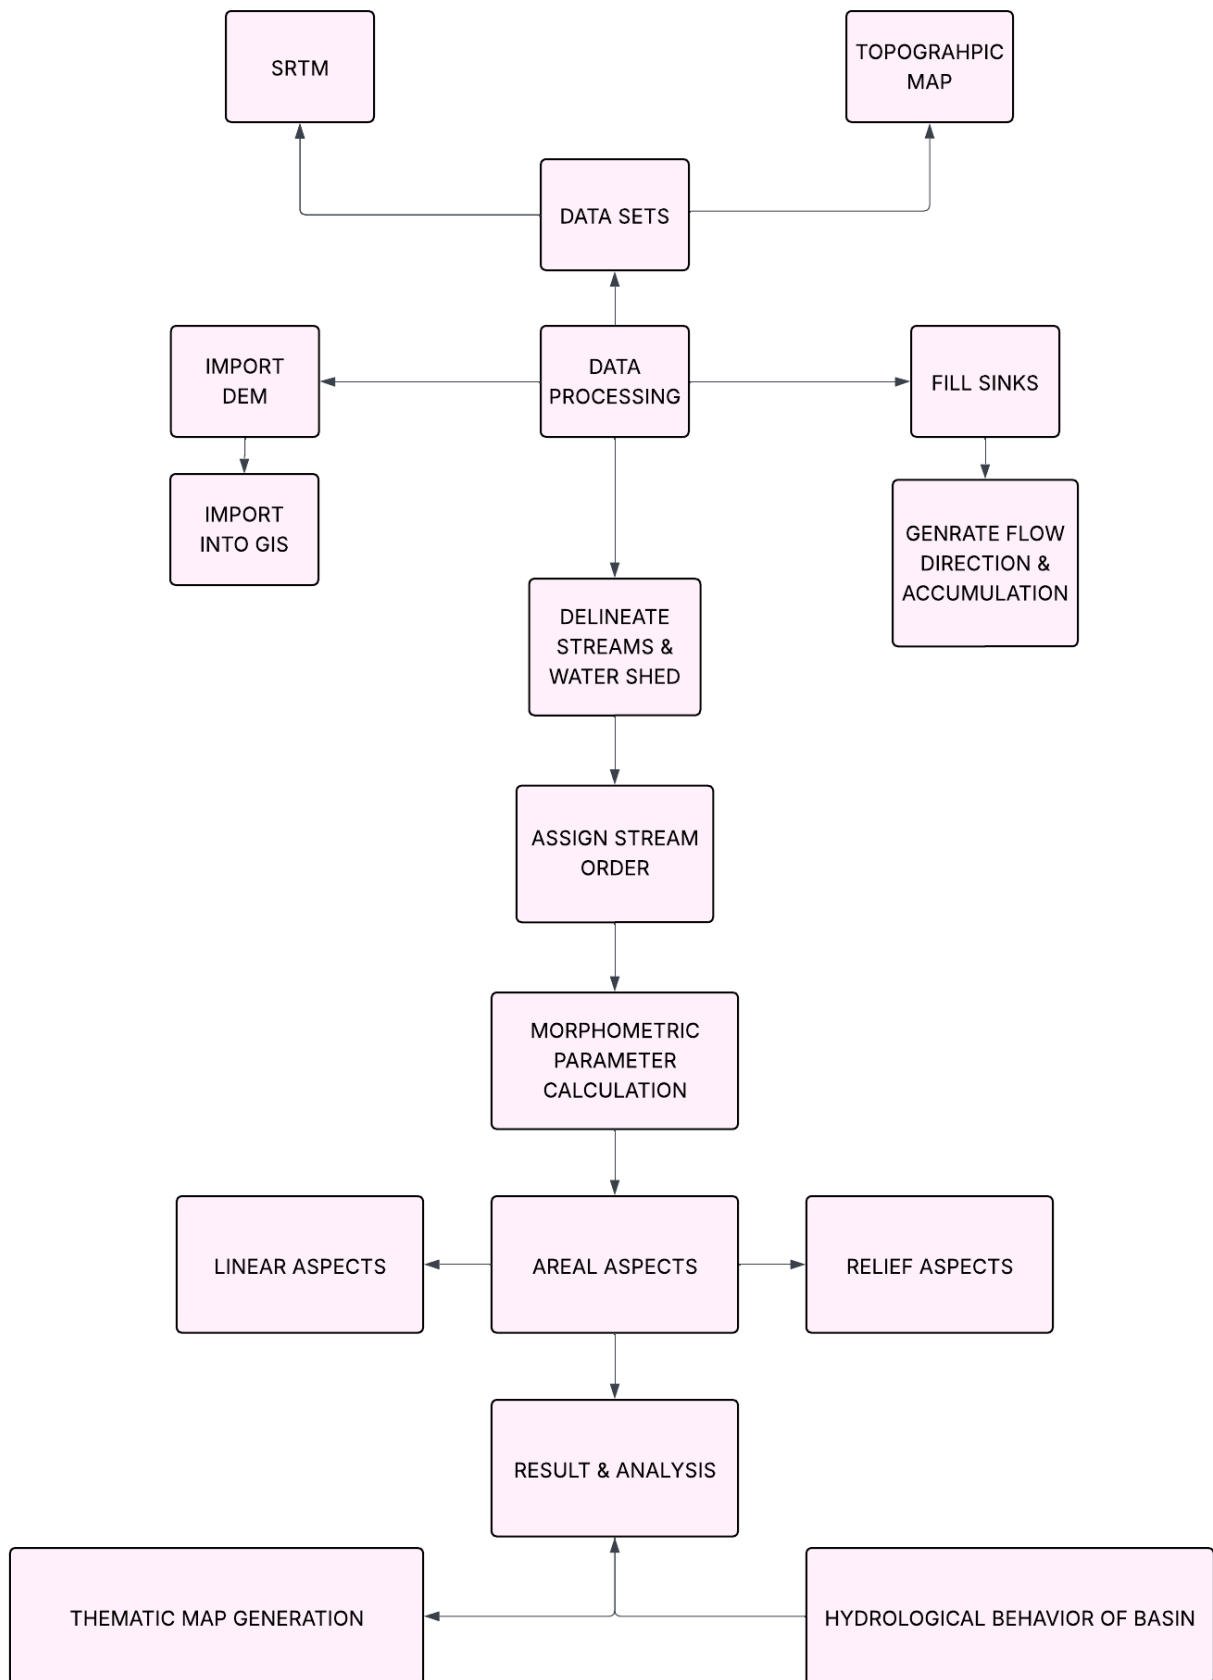 SRTM
TOPOGRAHPIC
MAP
DATA SETS
IMPORT
DEM
DATA
PROCESSING
FILL SINKS
IMPORT
INTO GIS
GENRATE FLOW
DIRECTION &
ACCUMULATION
DELINEATE
STREAMS &
WATER SHED
ASSIGN STREAM
ORDER
MORPHOMETRIC
PARAMETER
CALCULATION
LINEAR ASPECTS
AREAL ASPECTS
RELIEF ASPECTS
RESULT & ANALYSIS
THEMATIC MAP GENERATION
HYDROLOGICAL BEHAVIOR OF BASIN